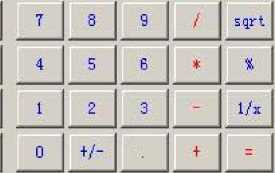 7 8 9 / sqrt
4 5 6 * %
1 2 3 - 1/x
0 +/- . + =